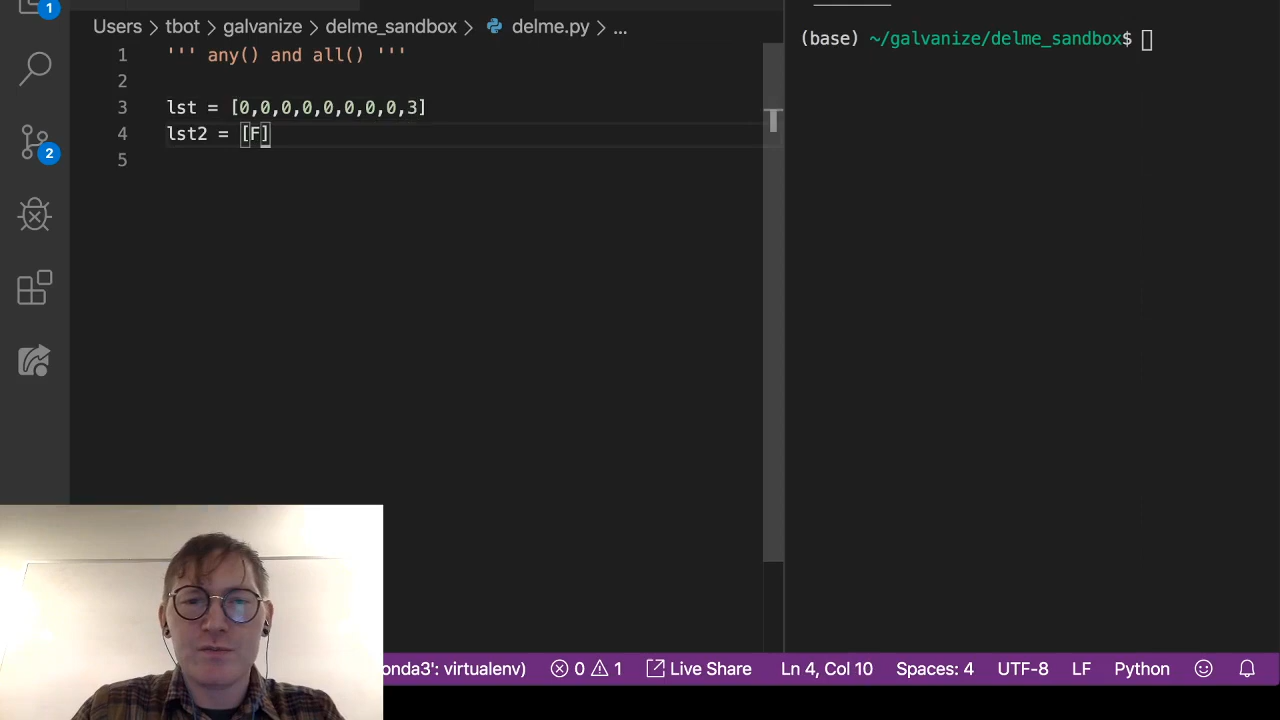 1
Users > tbot > galvanize > delme_sandbox > delme.py > ...
(base) ~/galvanize/delme_sandbox$
1 ''' any() and all() '''
2
3 lst = [0,0,0,0,0,0,0,0,3]
4 lst2 = [F]
5
2
T
onda3': virtualenv) 0 1 Live Share Ln 4, Col 10 Spaces: 4 UTF-8 LF Python